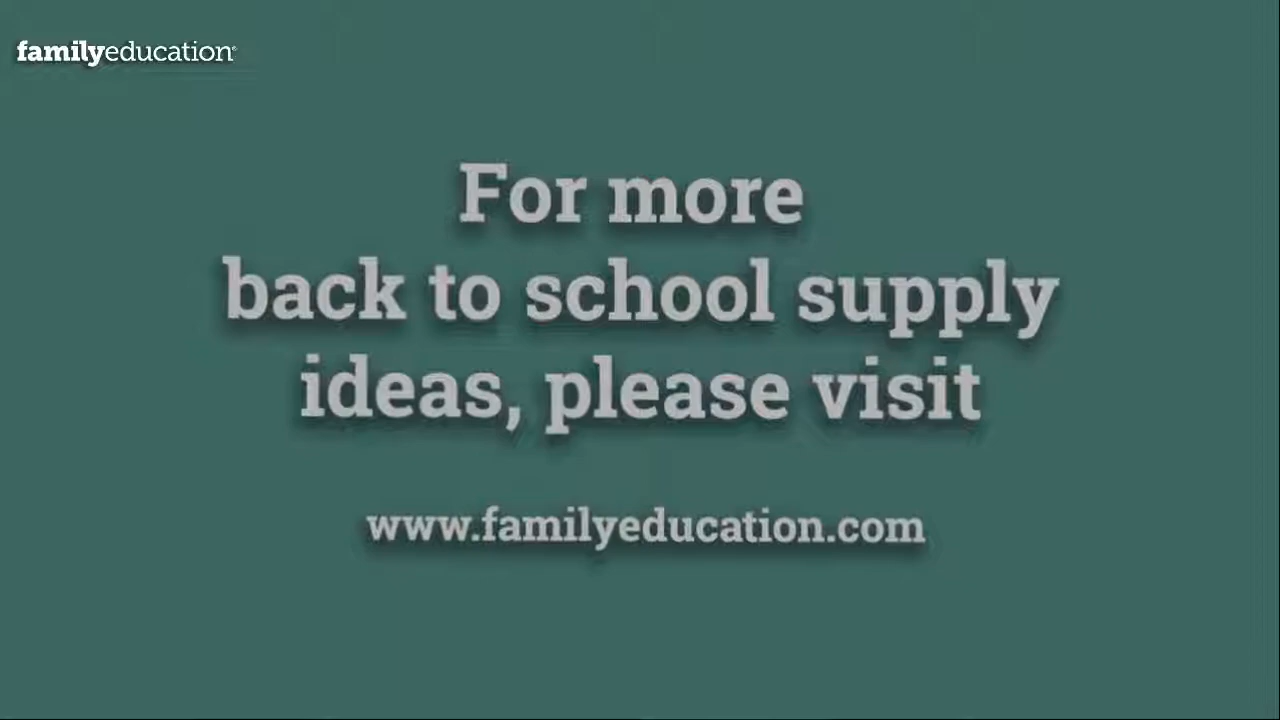 familyeducation®
For more
back to school supply
ideas, please visit
www.familyeducation.com